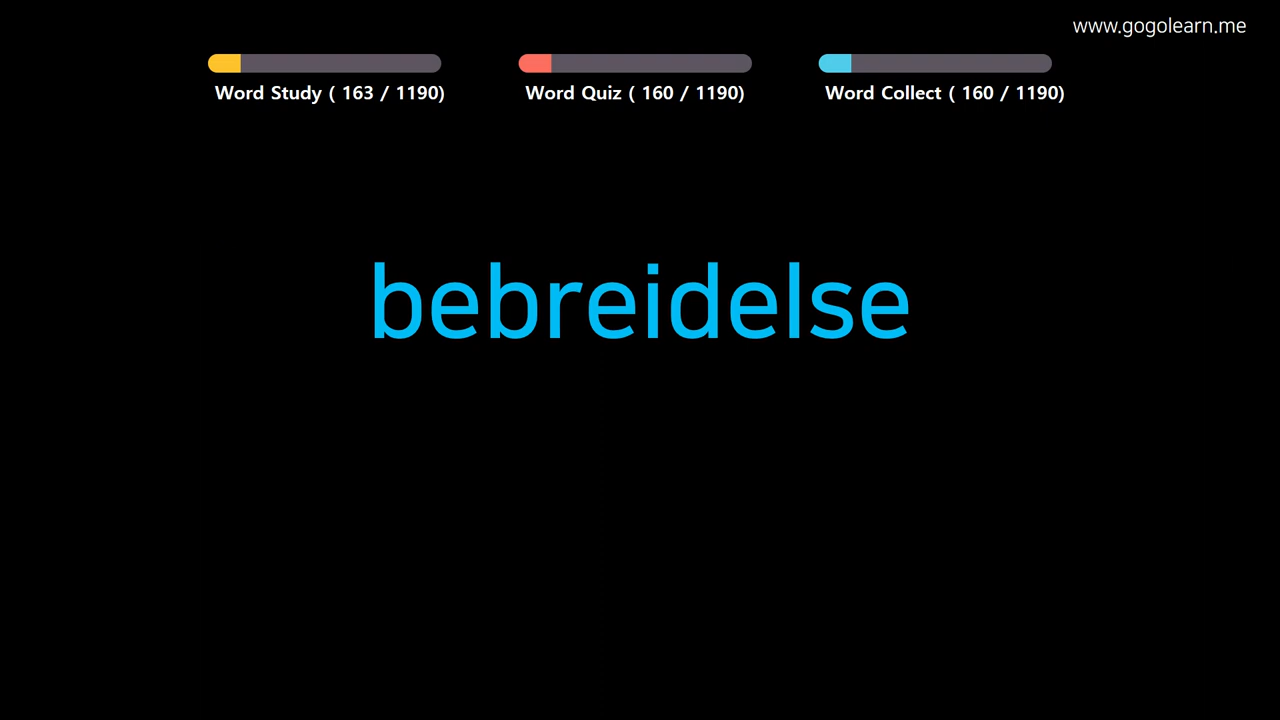 www.gogolearn.me
Word Study ( 163 / 1190)
Word Quiz ( 160 / 1190)
Word Collect ( 160 / 1190)
bebreidelse